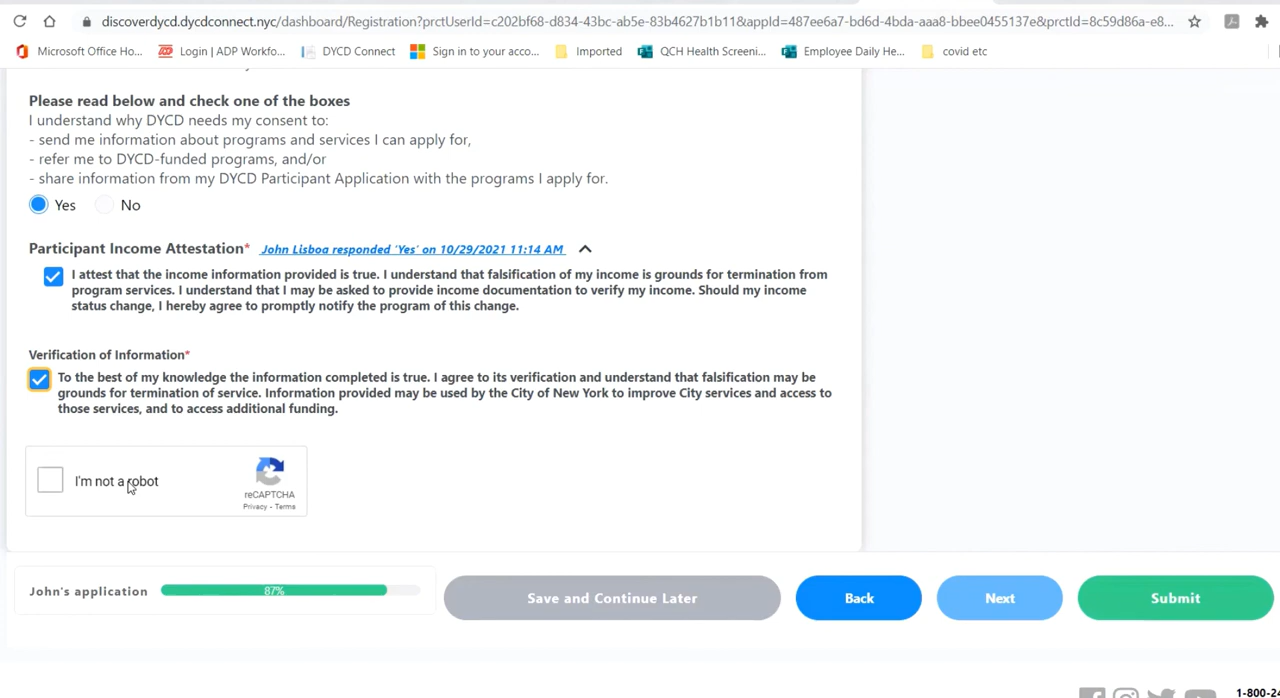 discoverdycd.dycdconnect.nyc/dashboard/Registration?prctUserId=c202bf68-d834-43bc-ab5e-83b4627b1b11&appId=487ee6a7-bd6d-4bda-aaa8-bbee0455137e&prctId=8c59d86a-e8...
Microsoft Office Ho... Login | ADP Workfo... DYCD Connect Sign in to your acco... Imported QCH Health Screeni... Employee Daily He... covid etc
Please read below and check one of the boxes
I understand why DYCD needs my consent to:
- send me information about programs and services I can apply for,
- refer me to DYCD-funded programs, and/or
- share information from my DYCD Participant Application with the programs I apply for.
Yes No
Participant Income Attestation* John Lisboa responded 'Yes' on 10/29/2021 11:14 AM
I attest that the income information provided is true. I understand that falsification of my income is grounds for termination from
program services. I understand that I may be asked to provide income documentation to verify my income. Should my income
status change, I hereby agree to promptly notify the program of this change.
Verification of Information*
To the best of my knowledge the information completed is true. I agree to its verification and understand that falsification may be
grounds for termination of service. Information provided may be used by the City of New York to improve City services and access to
those services, and to access additional funding.
I'm not a robot
reCAPTCHA
Privacy - Terms
John's application 87% Save and Continue Later Back Next Submit
1-800-24